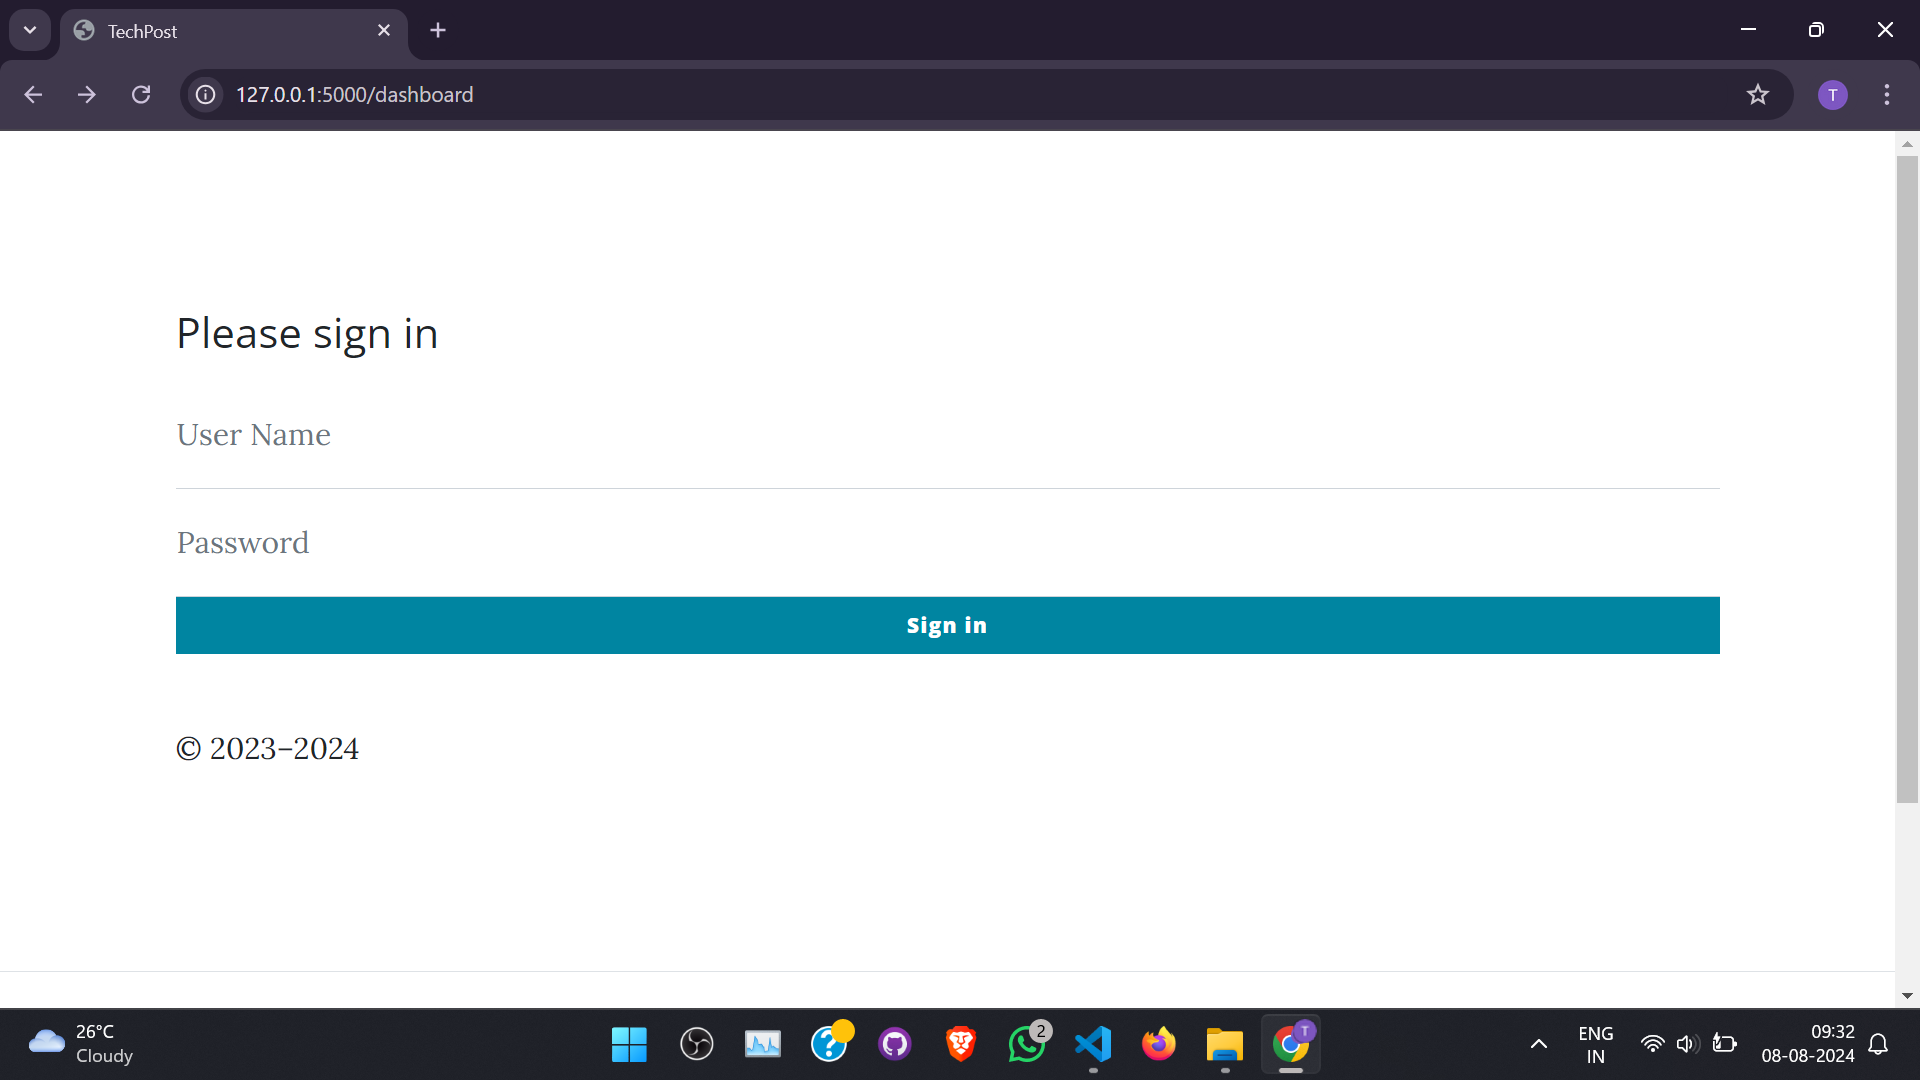 TechPost
127.0.0.1:5000/dashboard
T
Please sign in
User Name
Password
Sign in
© 2023–2024
26°C
Cloudy
2
T
ENG
IN
09:32
08-08-2024